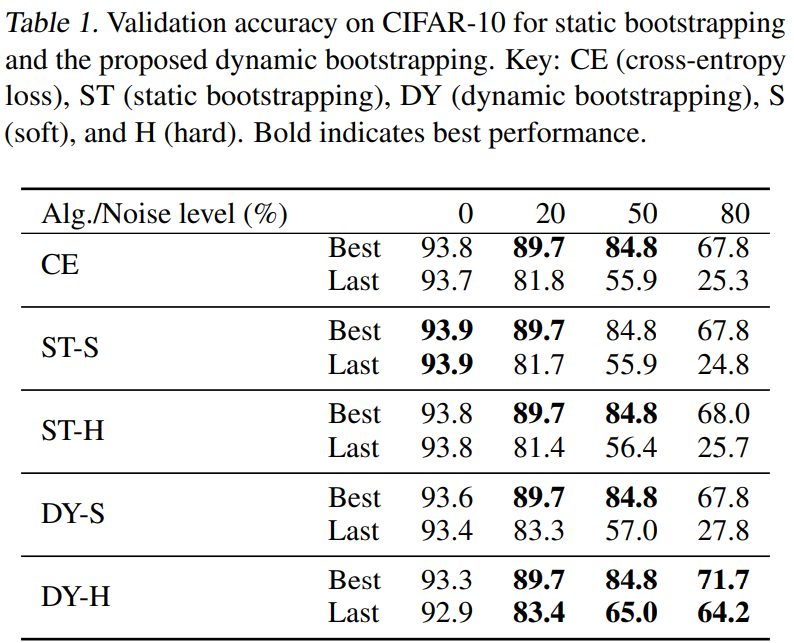 Table 1. Validation accuracy on CIFAR-10 for static bootstrapping
and the proposed dynamic bootstrapping. Key: CE (cross-entropy
loss), ST (static bootstrapping), DY (dynamic bootstrapping), S
(soft), and H (hard). Bold indicates best performance.
Alg./Noise level (%) 0 20 50 80
CE
Best 93.8 89.7 84.8 67.8
Last 93.7 81.8 55.9 25.3
ST-S
Best 93.9 89.7 84.8 67.8
Last 93.9 81.7 55.9 24.8
ST-H
Best 93.8 89.7 84.8 68.0
Last 93.8 81.4 56.4 25.7
DY-S
Best 93.6 89.7 84.8 67.8
Last 93.4 83.3 57.0 27.8
DY-H
Best 93.3 89.7 84.8 71.7
Last 92.9 83.4 65.0 64.2